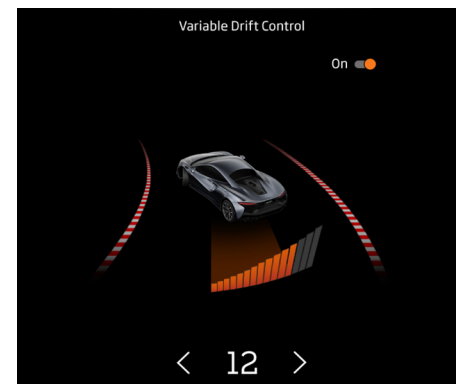 Variable Drift Control
On
< 12 >